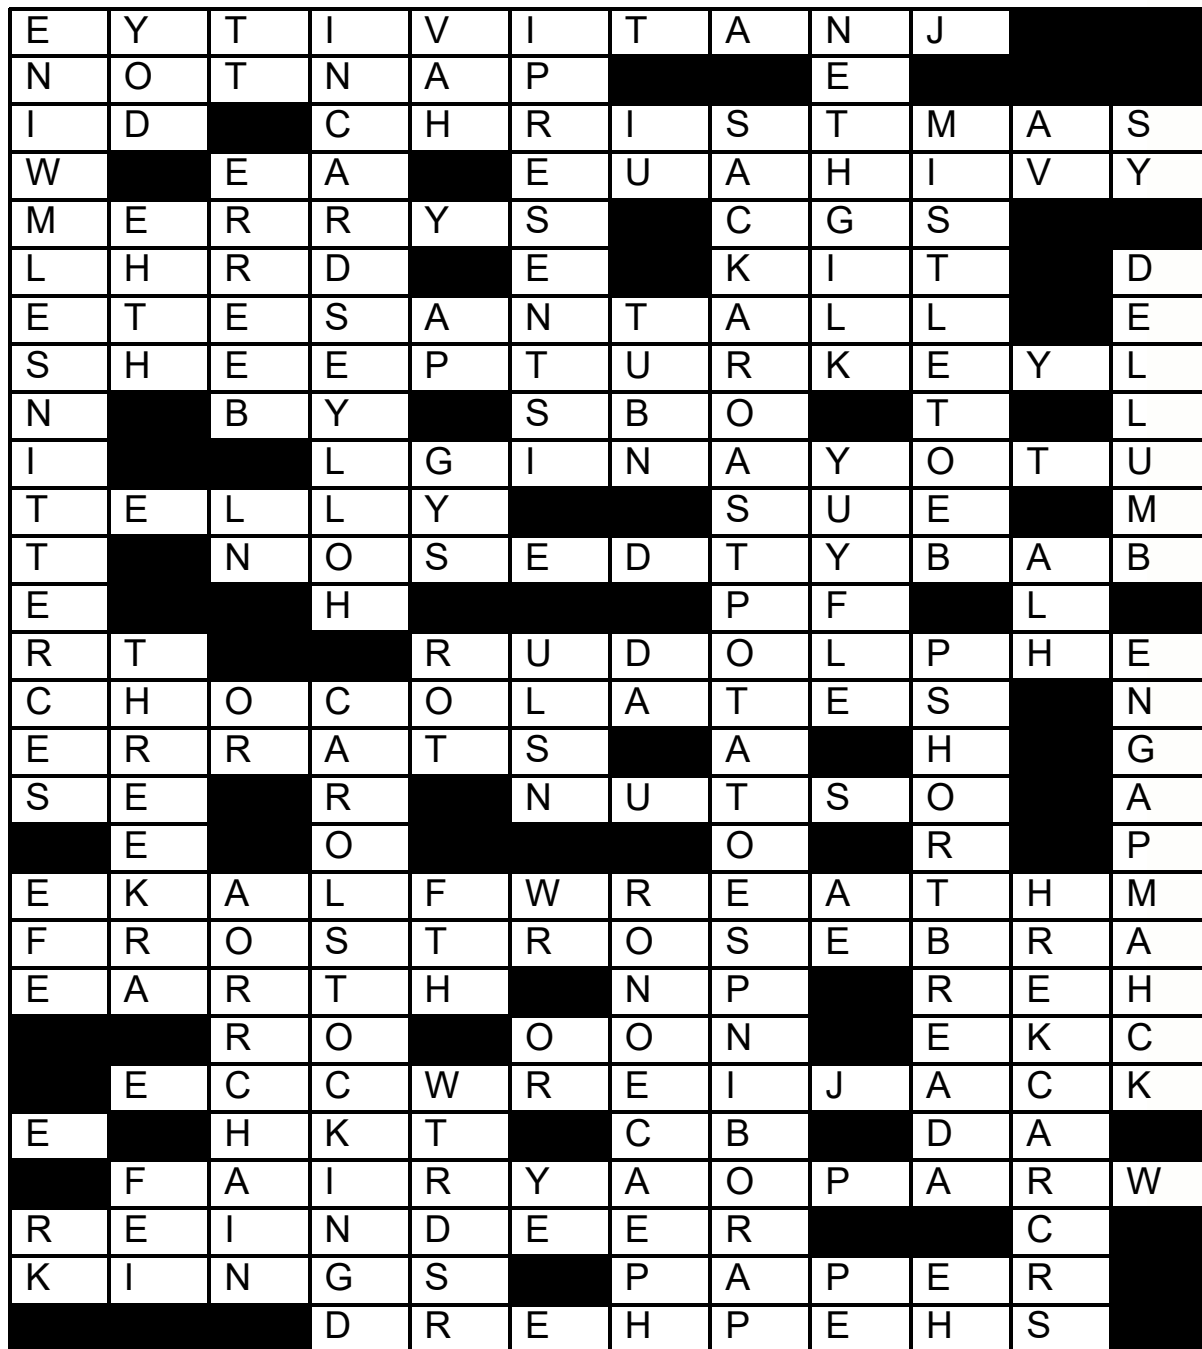 E Y T I V I T A N J
N O T N A P E
I D C H R I S T M A S
W E A E U A H I V Y
M E R R Y S C G S
L H R D E K I T D
E T E S A N T A L L E
S H E E P T U R K E Y L
N B Y S B O T L
I L G I N A Y O T U
T E L L Y S U E M
T N O S E D T Y B A B
E H P F L
R T R U D O L P H E
C H O C O L A T E S N
E R R A T S A H G
S E R N U T S O A
E O O R P
E K A L F W R E A T H M
F R O S T R O S E B R A
E A R T H N P R E H
R O O O N E K C
E C C W R E I J A C K
E H K T C B D A
F A I R Y A O P A R W
R E I N D E E R C
K I N G S P A P E R
D R E H P E H S